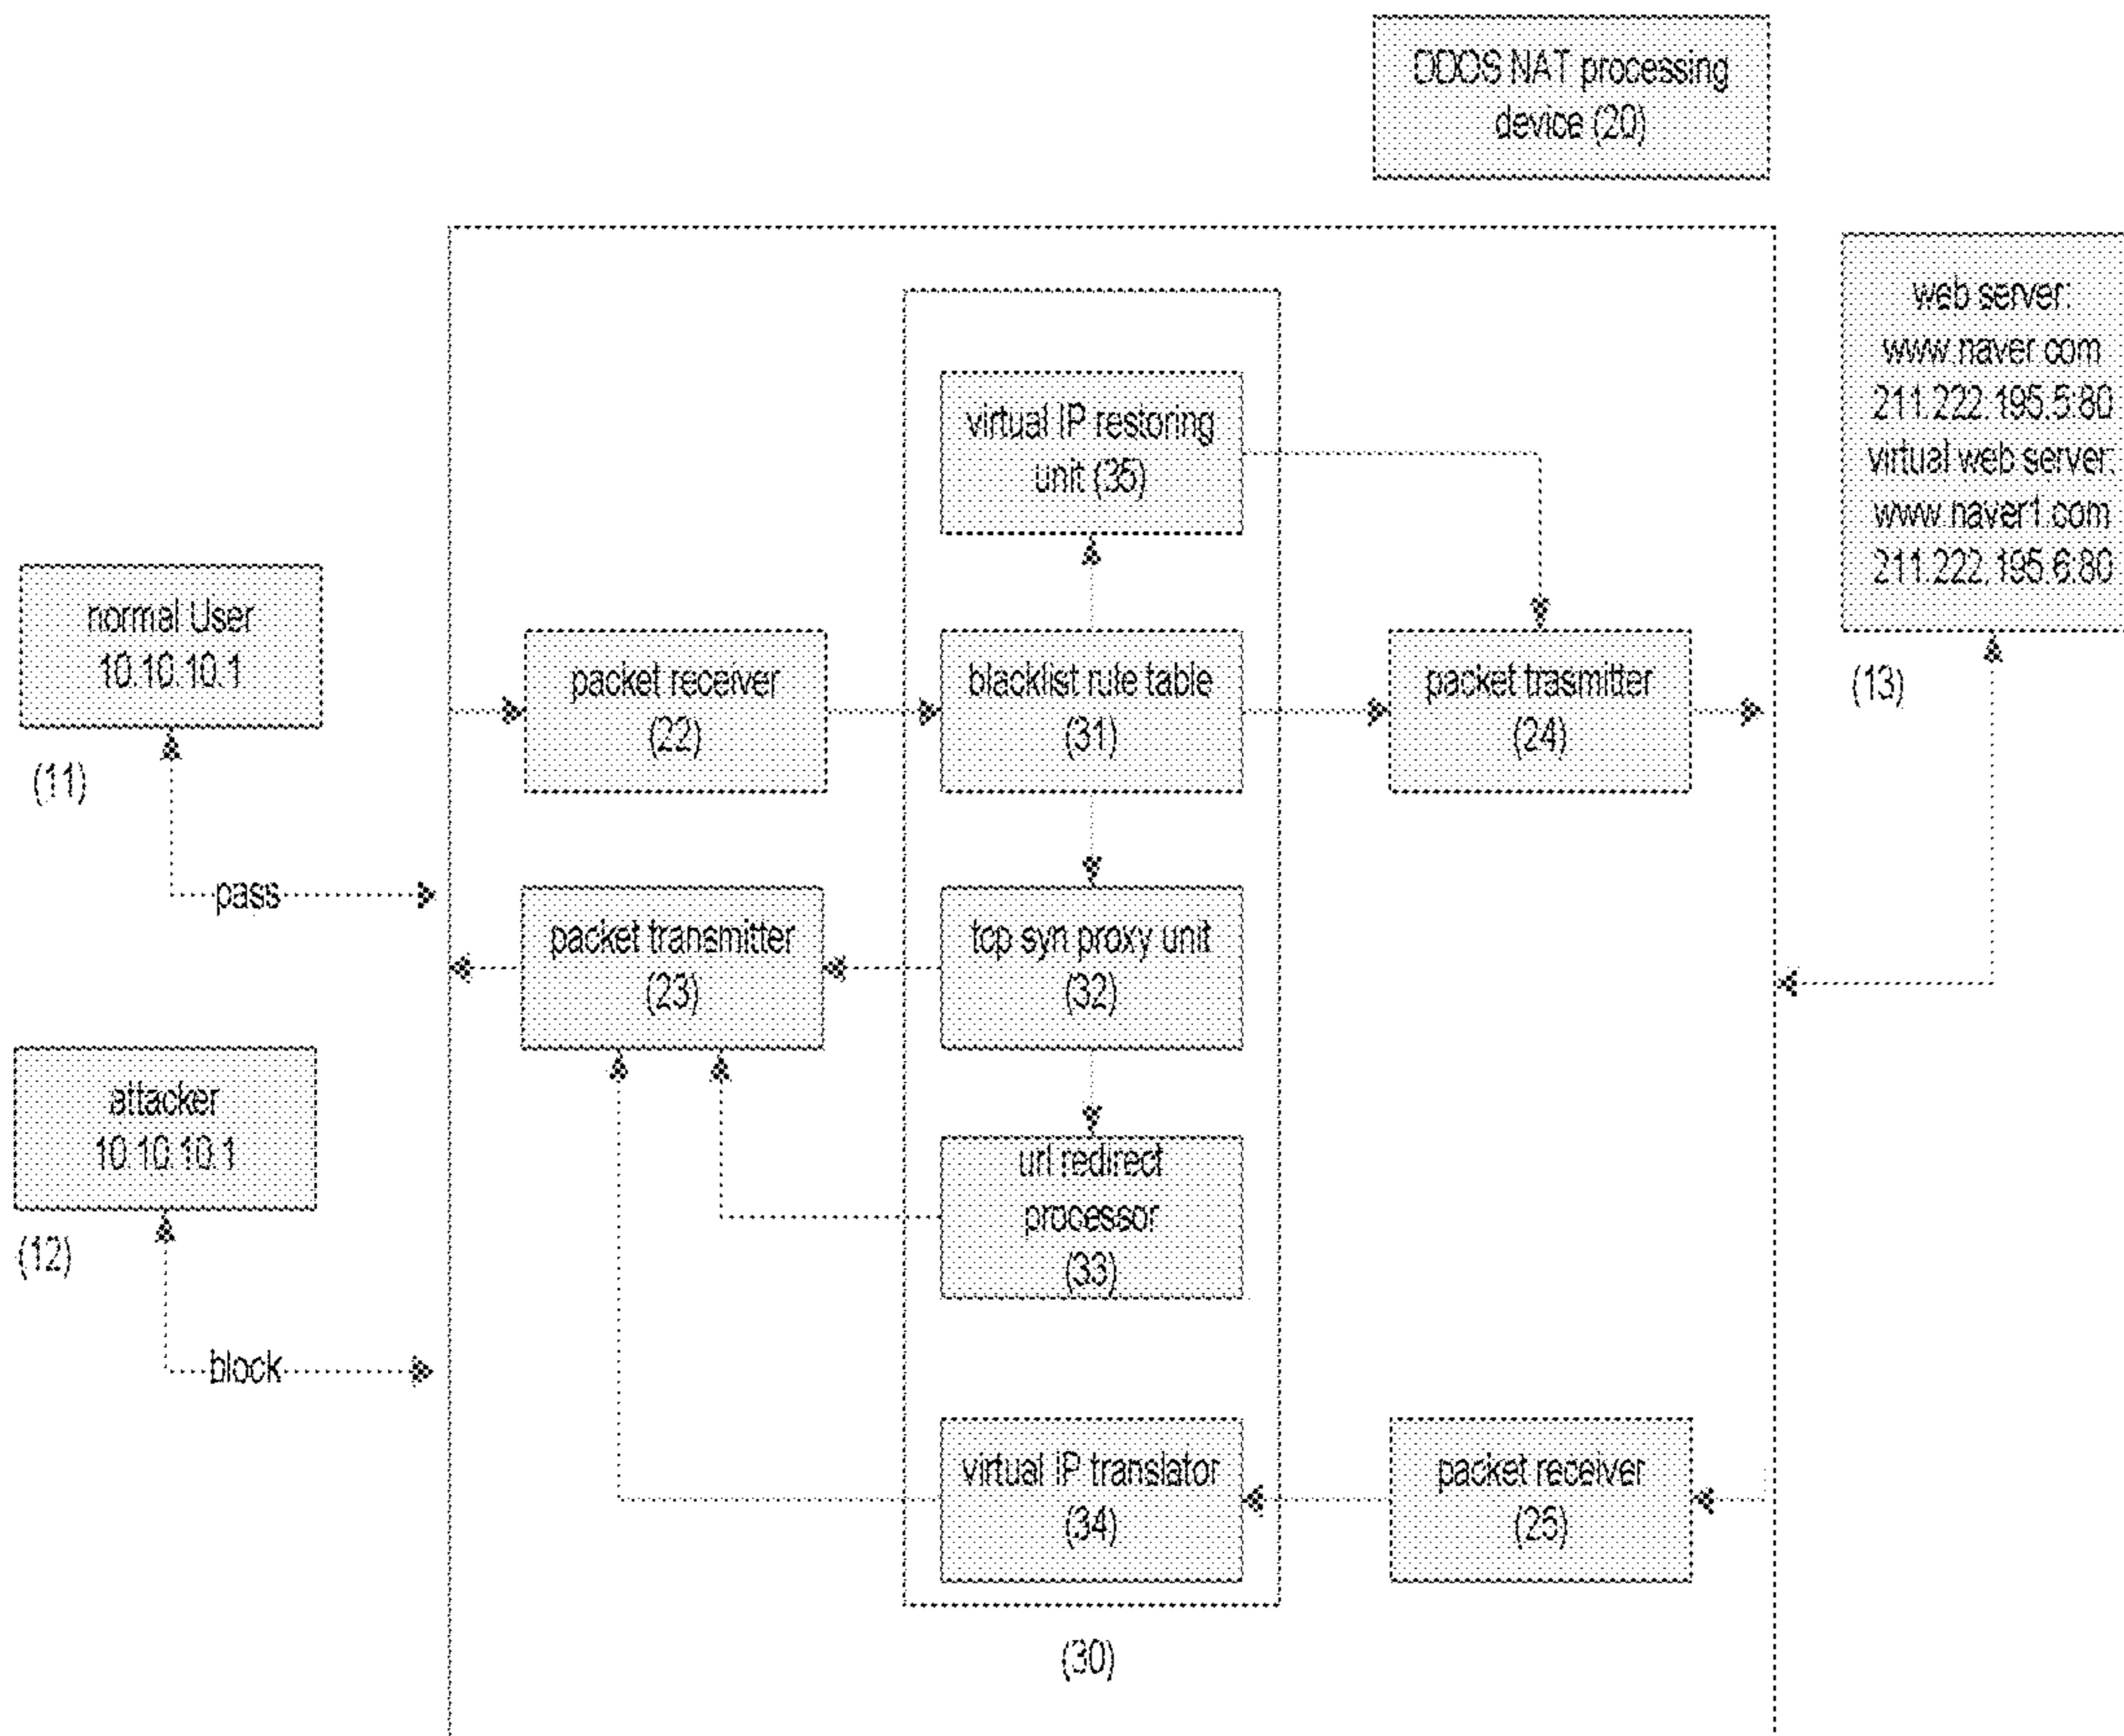 DDOS NAT processing
device (20)
web server:
www.naver.com
211.222.195.5:80
virtual web server:
www.naver1.com
211.222.195.6:80
(13)
virtual IP restoring
unit (35)
normal User
10.10.10.1
(11)
packet receiver
(22)
blacklist rule table
(31)
packet trasmitter
(24)
pass
packet transmitter
(23)
tcp syn proxy unit
(32)
attacker
10.10.10.1
(12)
url redirect
processor
(33)
block
virtual IP translator
(34)
packet receiver
(25)
(30)